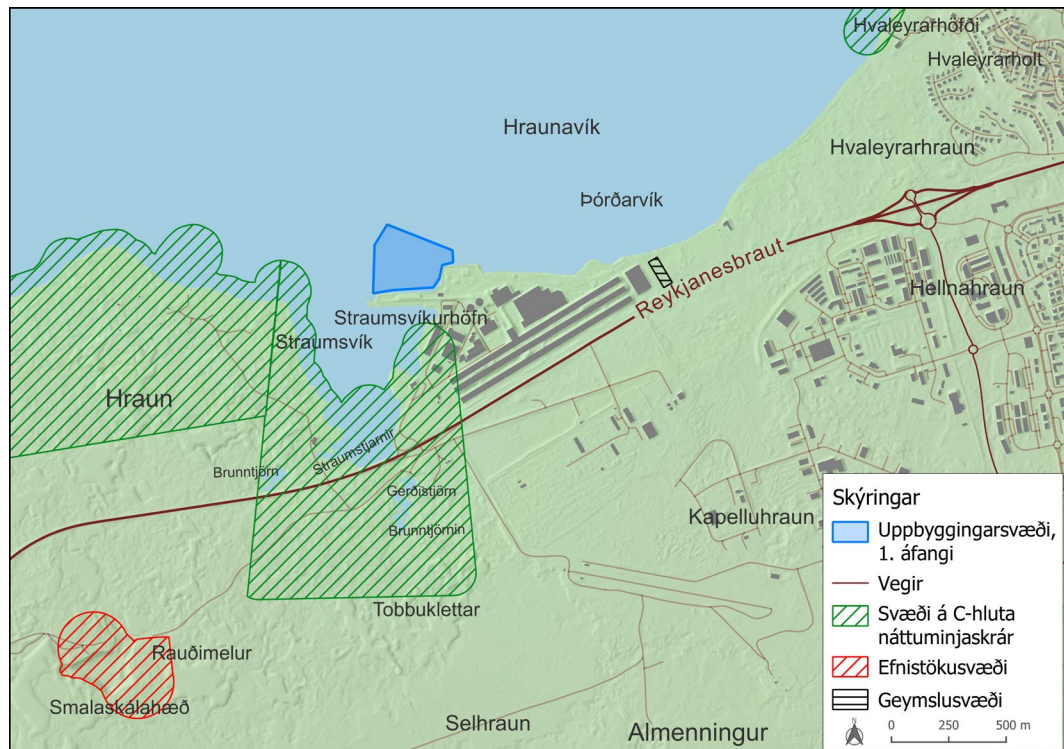 Hvaleyrarhöfði
Hvaleyrarholt
Hraunavík
Hvaleyrarhraun
Þórðarvík
Reykjanesbraut
Hellnahraun
Straumsvíkurhöfn
Straumsvík
Hraun
Straumstjarnir
Brunntjörn
Gerðistjörn
Brunntjörnin
Kapelluhraun
Tobbuklettar
Rauðimelur
Smalaskálahæð
Selhraun
Almenningur
Skýringar
Uppbyggingarsvæði,
1. áfangi
Vegir
Svæði á C-hluta
náttuminjaskrár
Efnistökusvæði
Geymslusvæði
N
0 250 500 m